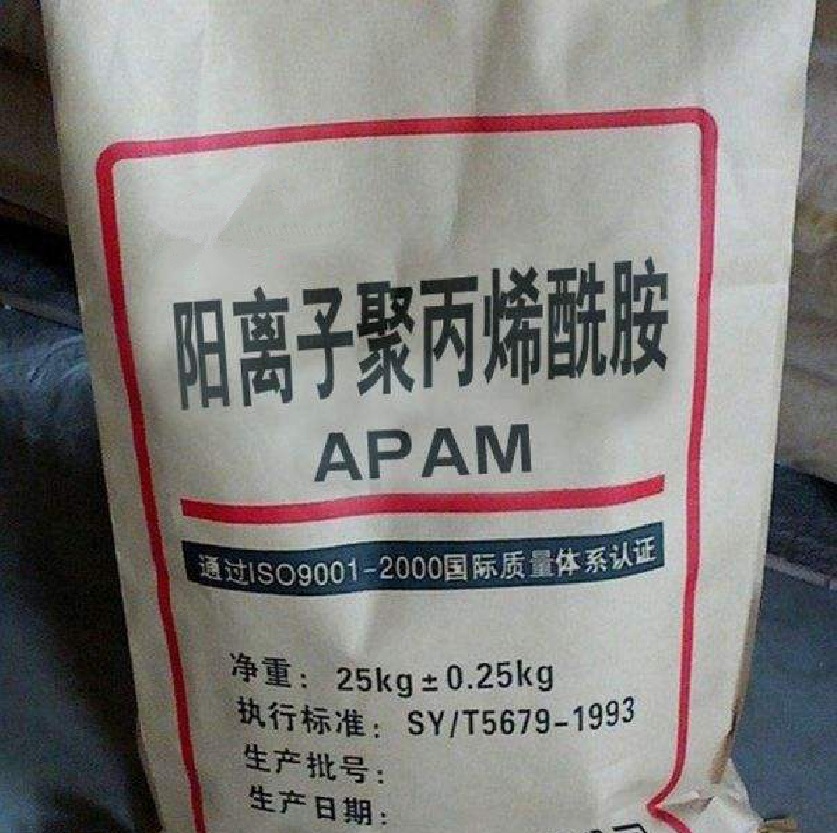 阳离子聚丙烯酰胺
APAM
通过ISO9001-2000国际质量体系认证
净重：25kg±0.25kg
执行标准：SY/T5679-1993
生产批号：
生产日期：